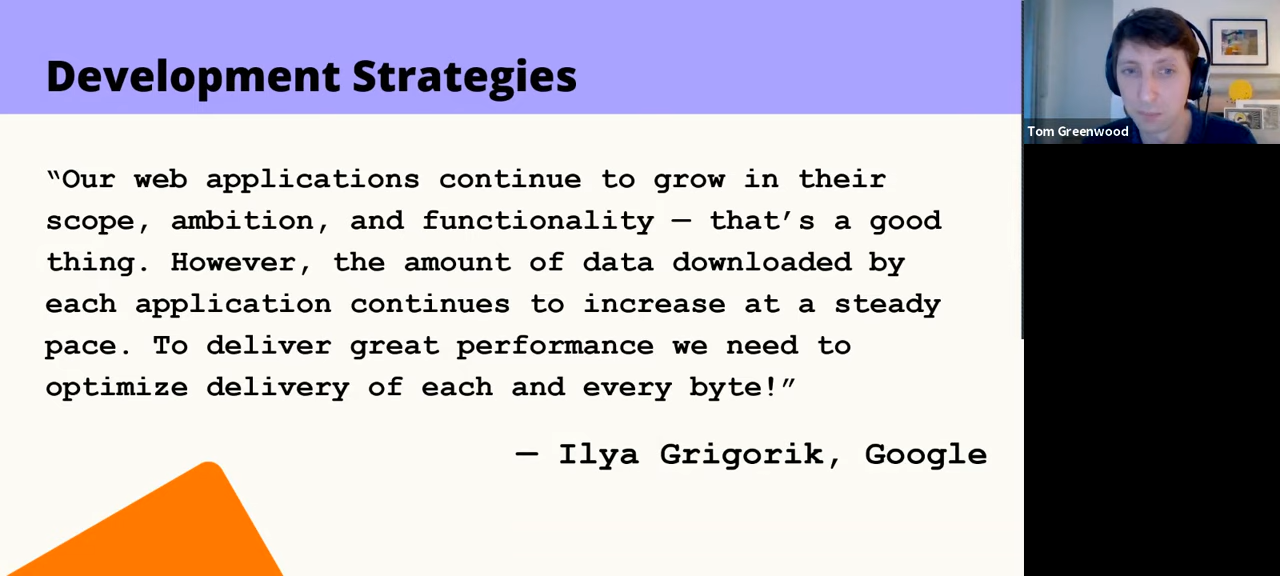 Development Strategies
“Our web applications continue to grow in their
scope, ambition, and functionality — that’s a good
thing. However, the amount of data downloaded by
each application continues to increase at a steady
pace. To deliver great performance we need to
optimize delivery of each and every byte!”
— Ilya Grigorik, Google
Tom Greenwood